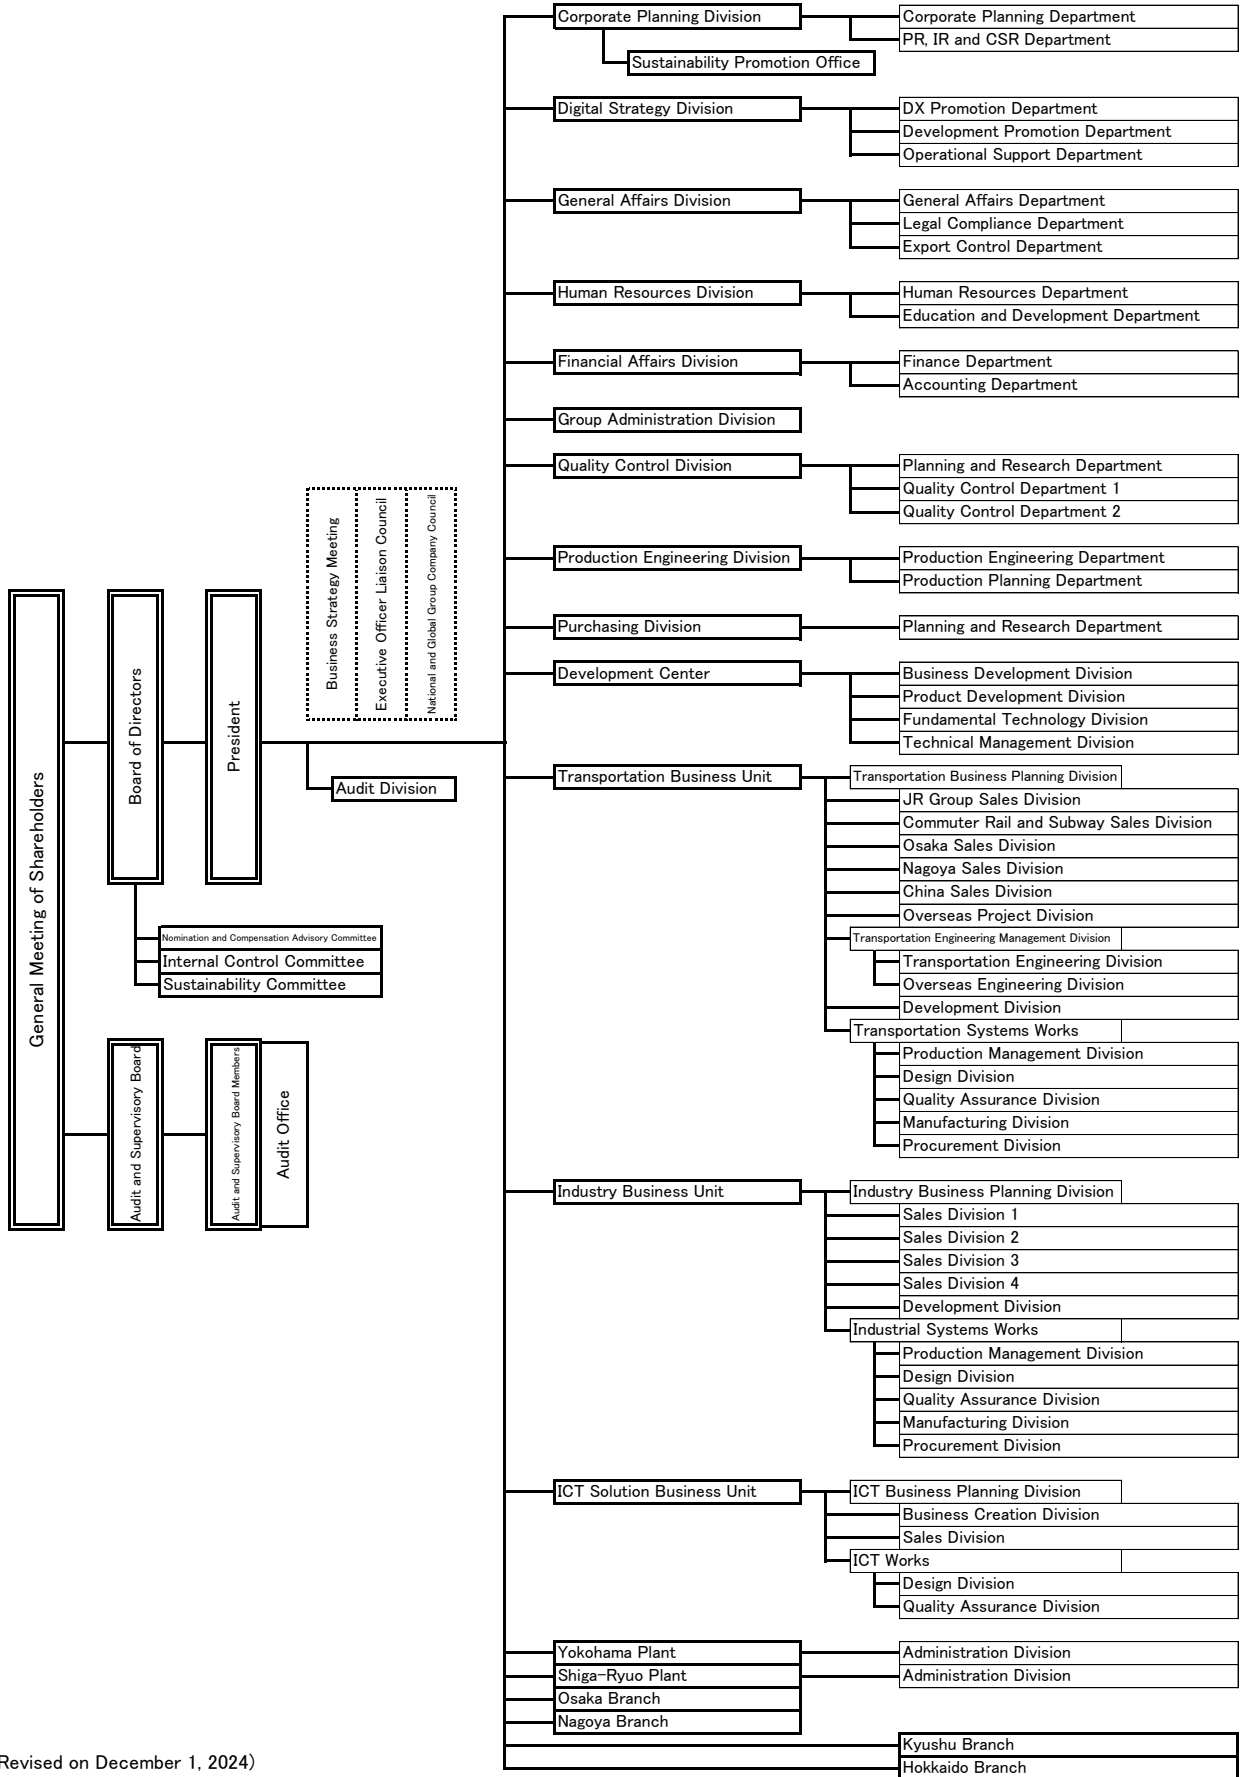 General Meeting of Shareholders
Board of Directors
President
Business Strategy Meeting
Executive Officer Liaison Council
National and Global Group Company Council
Audit Division
Nomination and Compensation Advisory Committee
Internal Control Committee
Sustainability Committee
Audit and Supervisory Board
Audit and Supervisory Board Members
Audit Office
Corporate Planning Division
Corporate Planning Department
PR, IR and CSR Department
Sustainability Promotion Office
Digital Strategy Division
DX Promotion Department
Development Promotion Department
Operational Support Department
General Affairs Division
General Affairs Department
Legal Compliance Department
Export Control Department
Human Resources Division
Human Resources Department
Education and Development Department
Financial Affairs Division
Finance Department
Accounting Department
Group Administration Division
Quality Control Division
Planning and Research Department
Quality Control Department 1
Quality Control Department 2
Production Engineering Division
Production Engineering Department
Production Planning Department
Purchasing Division
Planning and Research Department
Development Center
Business Development Division
Product Development Division
Fundamental Technology Division
Technical Management Division
Transportation Business Unit
Transportation Business Planning Division
JR Group Sales Division
Commuter Rail and Subway Sales Division
Osaka Sales Division
Nagoya Sales Division
China Sales Division
Overseas Project Division
Transportation Engineering Management Division
Transportation Engineering Division
Overseas Engineering Division
Development Division
Transportation Systems Works
Production Management Division
Design Division
Quality Assurance Division
Manufacturing Division
Procurement Division
Industry Business Unit
Industry Business Planning Division
Sales Division 1
Sales Division 2
Sales Division 3
Sales Division 4
Development Division
Industrial Systems Works
Production Management Division
Design Division
Quality Assurance Division
Manufacturing Division
Procurement Division
ICT Solution Business Unit
ICT Business Planning Division
Business Creation Division
Sales Division
ICT Works
Design Division
Quality Assurance Division
Yokohama Plant
Administration Division
Shiga-Ryuo Plant
Administration Division
Osaka Branch
Nagoya Branch
Kyushu Branch
Hokkaido Branch
Revised on December 1, 2024)